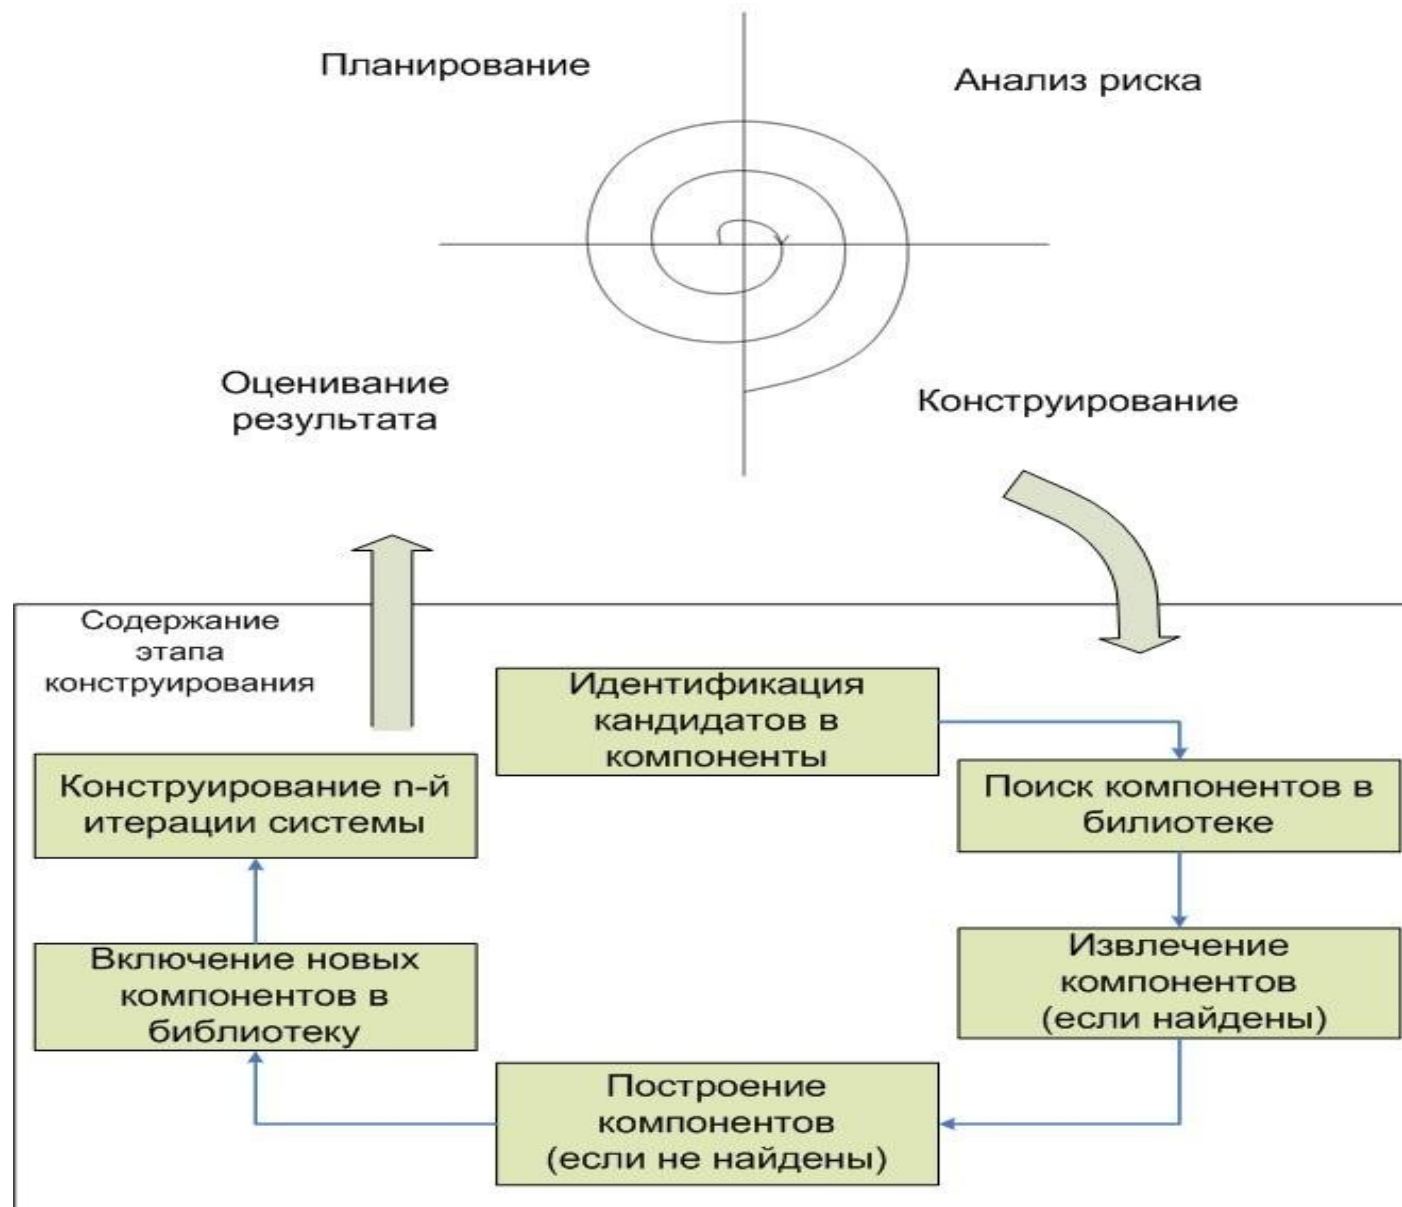 Планирование
Анализ риска
Оценивание
результата
Конструирование
Содержание
этапа
конструирования
Идентификация
кандидатов в
компоненты
Конструирование n-й
итерации системы
Поиск компонентов в
билиотеке
Включение новых
компонентов в
библиотеку
Извлечение
компонентов
(если найдены)
Построение
компонентов
(если не найдены)